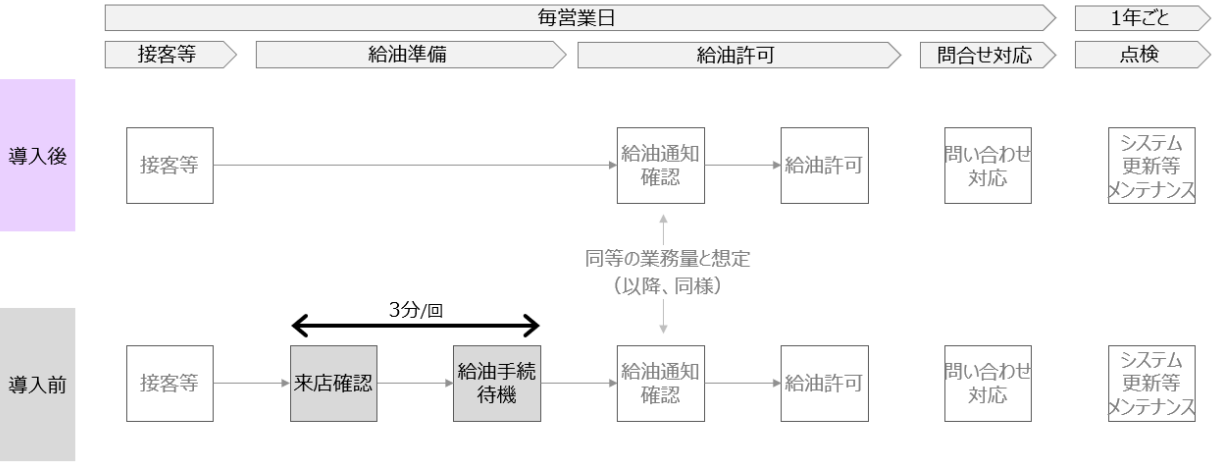 毎営業日
1年ごと
接客等
給油準備
給油許可
問合せ対応
点検
導入後
接客等
給油通知
確認
給油許可
問い合わせ
対応
システム
更新等
メンテナンス
同等の業務量と想定
（以降、同様）
3分/回
導入前
接客等
来店確認
給油手続
待機
給油通知
確認
給油許可
問い合わせ
対応
システム
更新等
メンテナンス